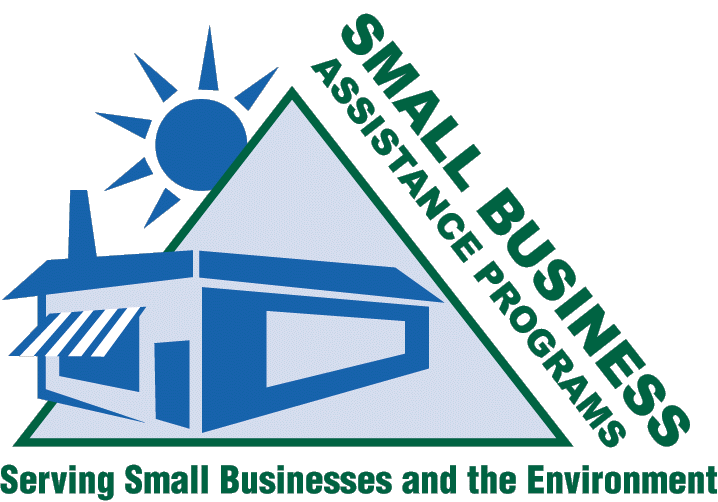 SMALL BUSINESS
ASSISTANCE PROGRAMS
Serving Small Businesses and the Environment